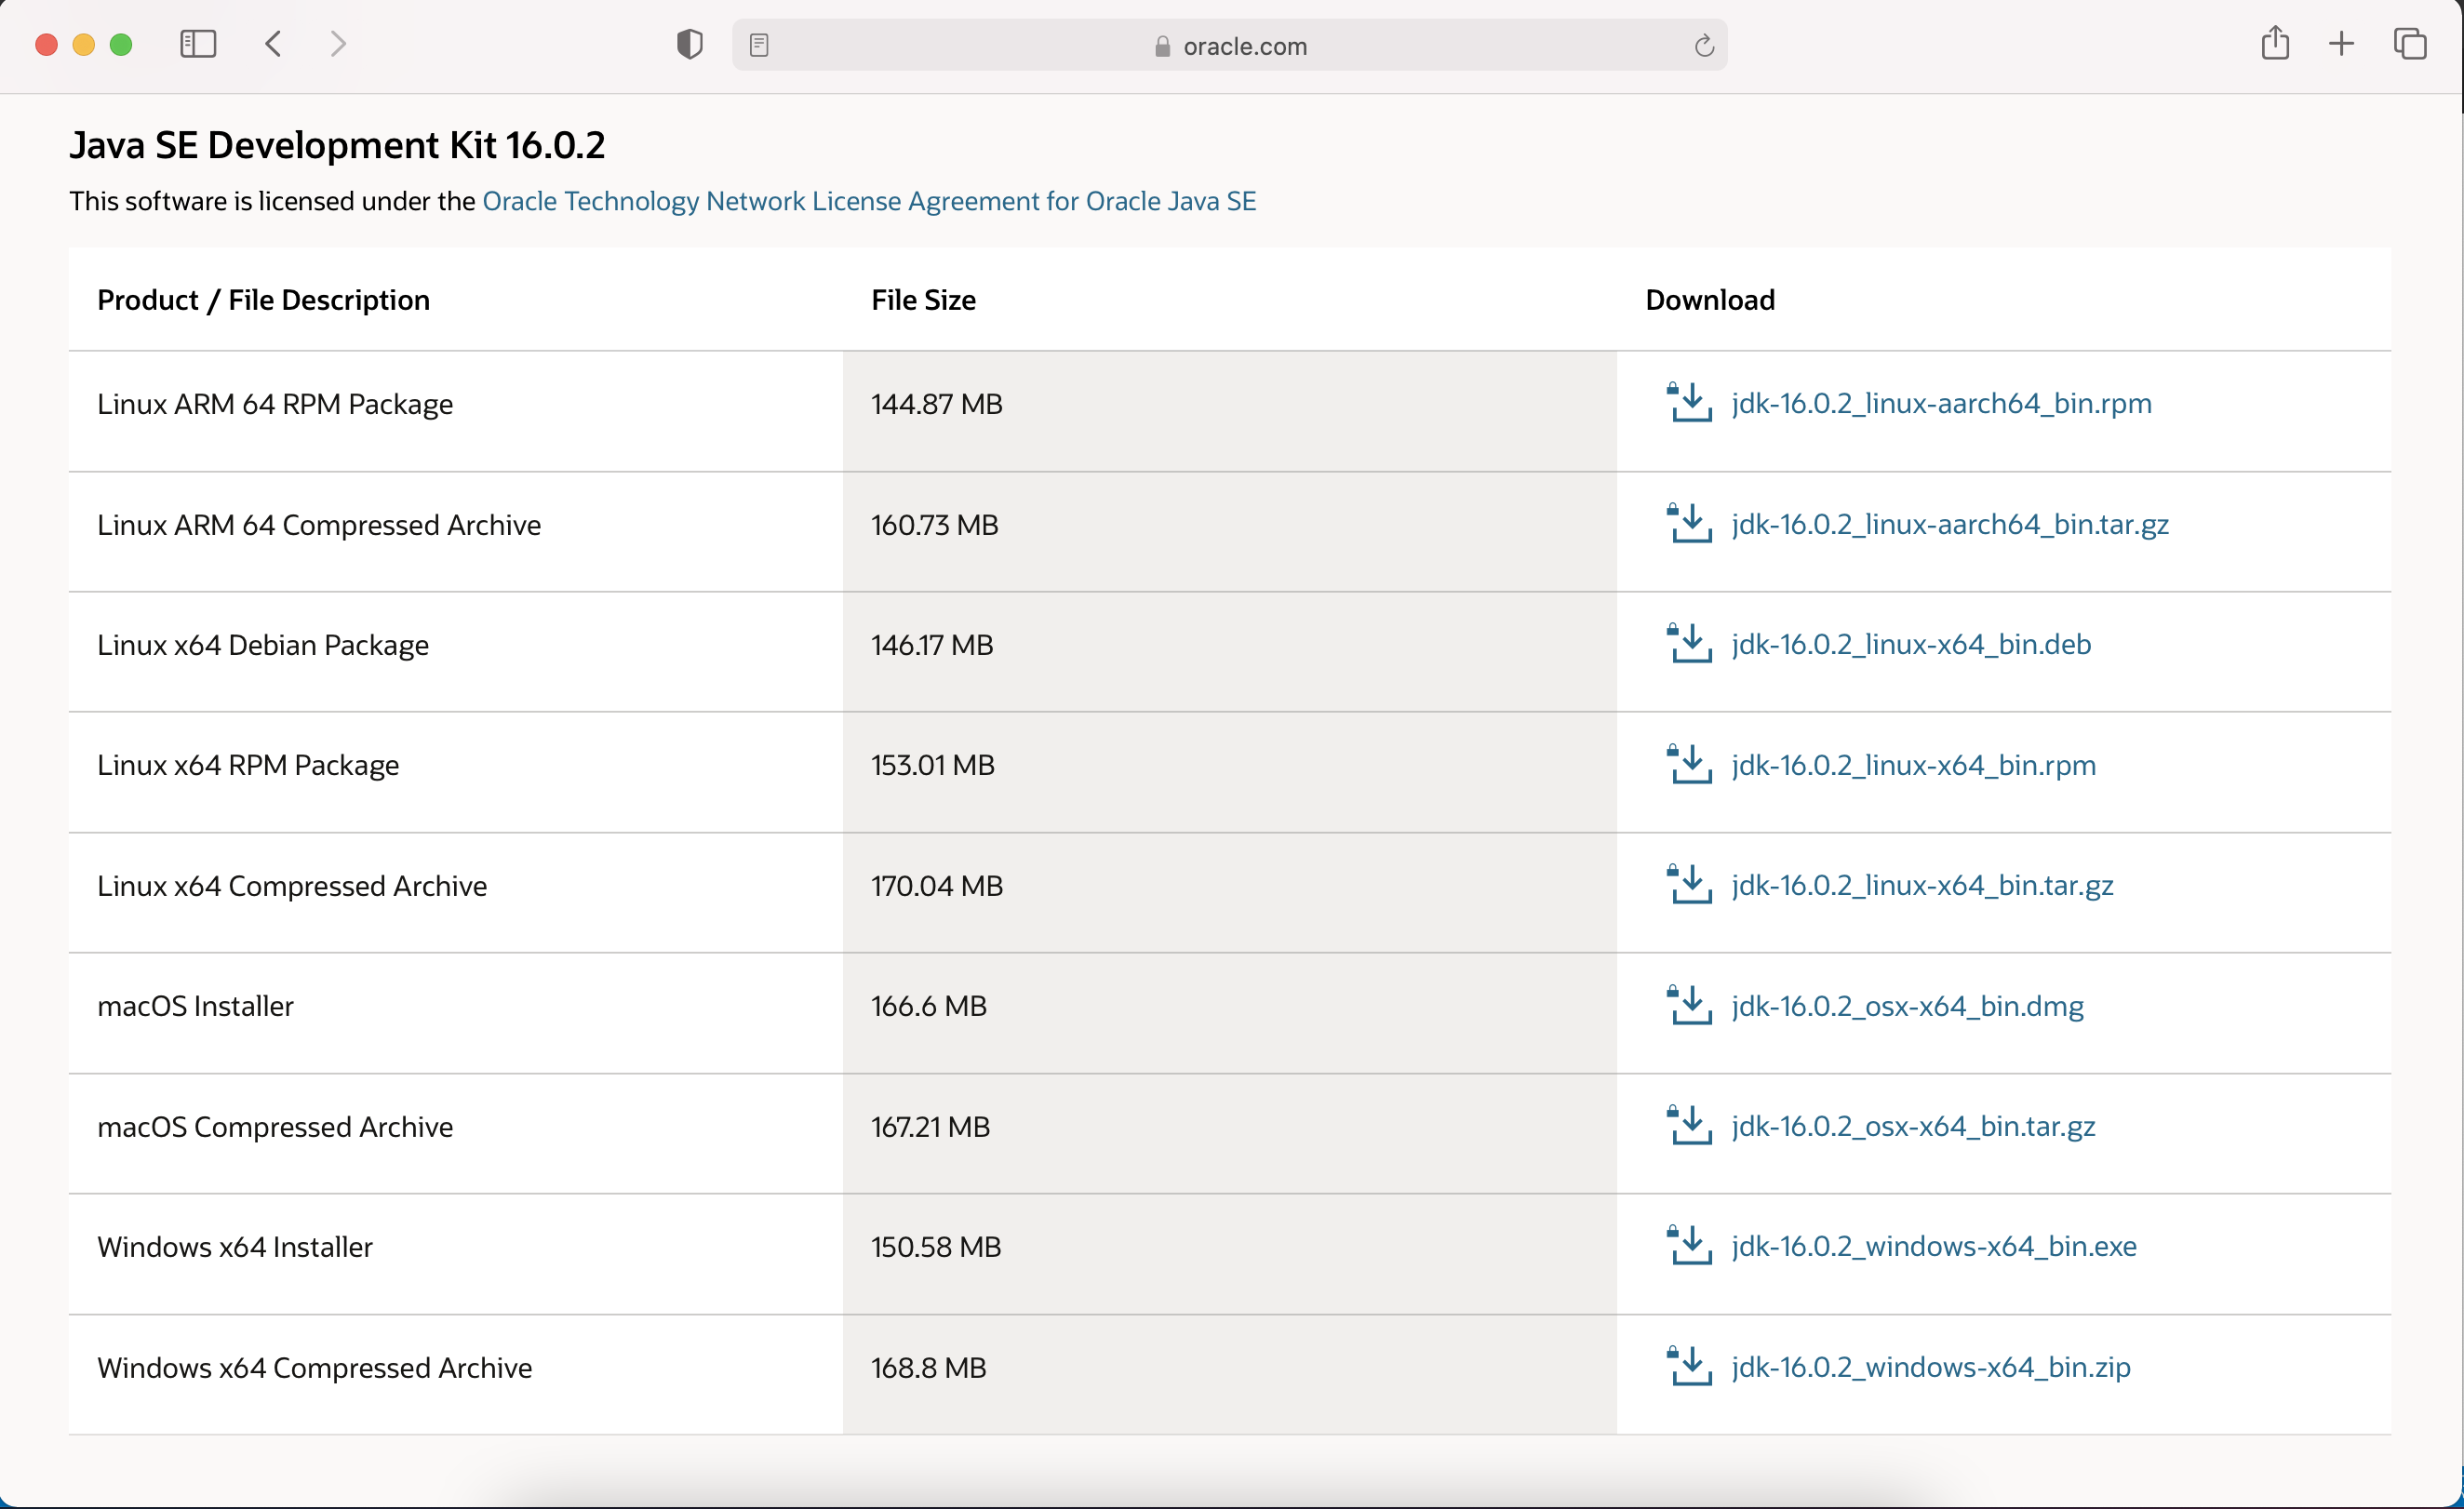 oracle.com
Java SE Development Kit 16.0.2
This software is licensed under the Oracle Technology Network License Agreement for Oracle Java SE
Product / File Description File Size Download
Linux ARM 64 RPM Package 144.87 MB jdk-16.0.2_linux-aarch64_bin.rpm
Linux ARM 64 Compressed Archive 160.73 MB jdk-16.0.2_linux-aarch64_bin.tar.gz
Linux x64 Debian Package 146.17 MB jdk-16.0.2_linux-x64_bin.deb
Linux x64 RPM Package 153.01 MB jdk-16.0.2_linux-x64_bin.rpm
Linux x64 Compressed Archive 170.04 MB jdk-16.0.2_linux-x64_bin.tar.gz
macOS Installer 166.6 MB jdk-16.0.2_osx-x64_bin.dmg
macOS Compressed Archive 167.21 MB jdk-16.0.2_osx-x64_bin.tar.gz
Windows x64 Installer 150.58 MB jdk-16.0.2_windows-x64_bin.exe
Windows x64 Compressed Archive 168.8 MB jdk-16.0.2_windows-x64_bin.zip